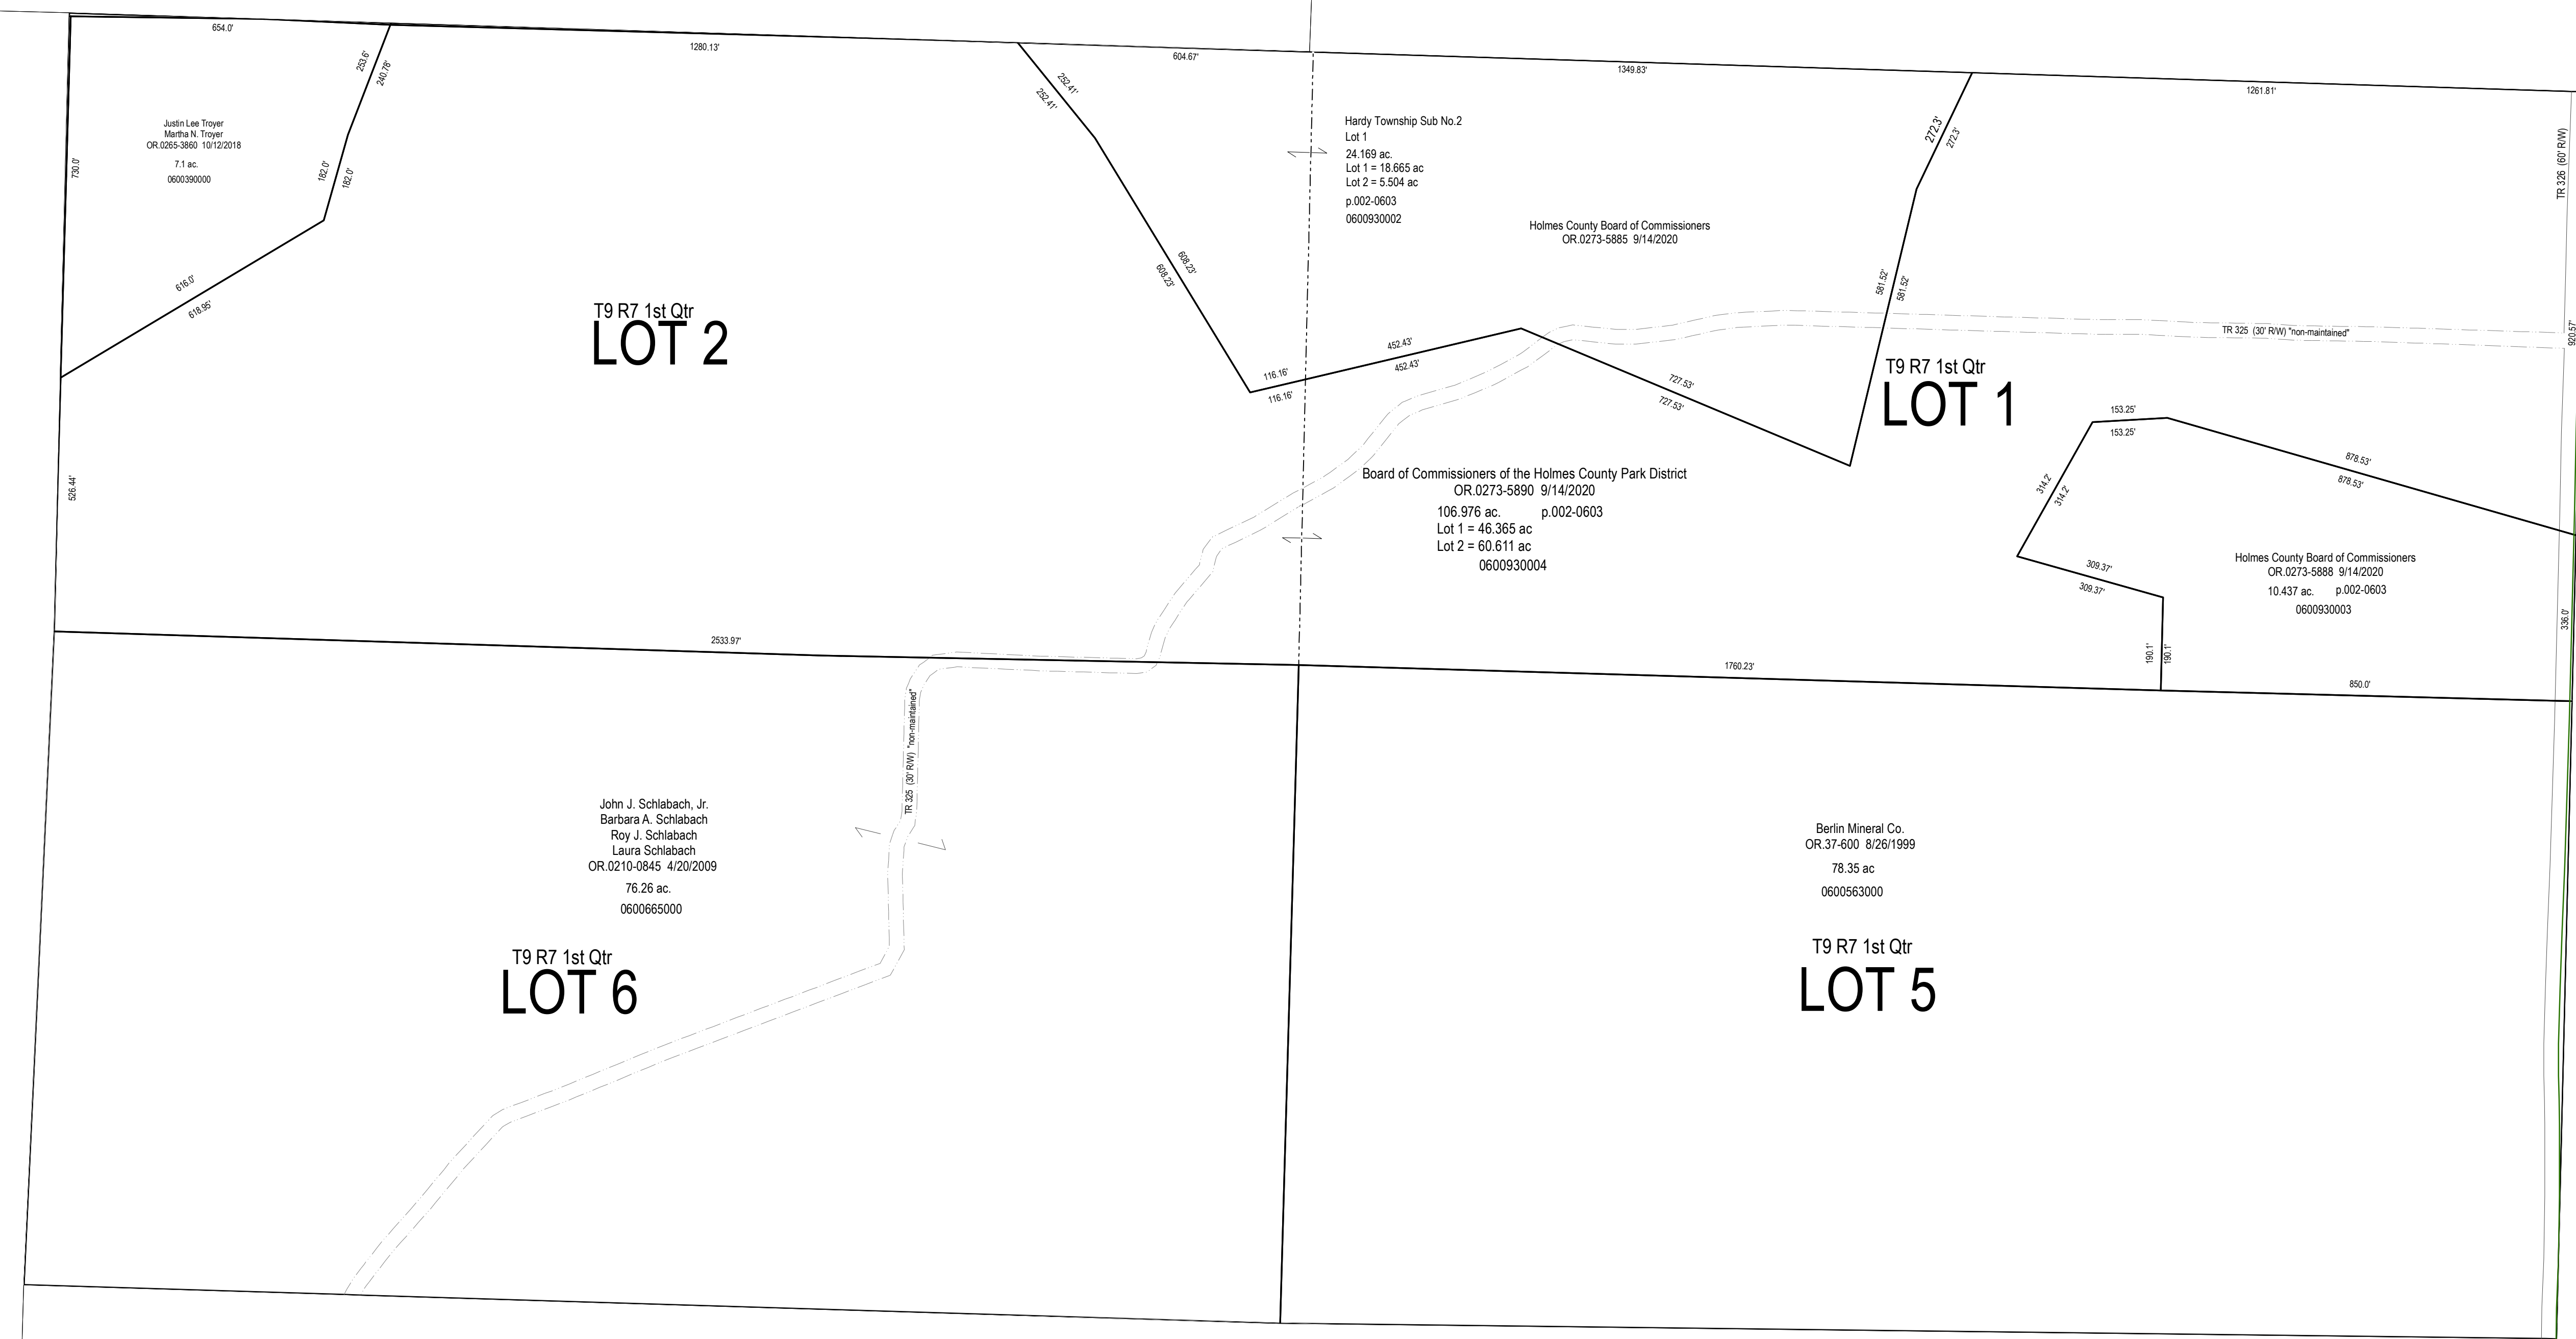 654.0'
1280.13'
604.67'
1349.83'
1261.81'
253.6'
240.78'
252.41'
252.41'
272.3'
272.3'
TR 326 (60' R/W)
Justin Lee Troyer
Martha N. Troyer
OR.0265-3860 10/12/2018
7.1 ac.
0600390000
730.0'
182.0'
182.0'
Hardy Township Sub No.2
Lot 1
24.169 ac.
Lot 1 = 18.665 ac
Lot 2 = 5.504 ac
p.002-0603
0600930002
Holmes County Board of Commissioners
OR.0273-5885 9/14/2020
608.23'
608.23'
616.0'
618.95'
581.52'
581.52'
T9 R7 1st Qtr
LOT 2
TR 325 (30' R/W) "non-maintained"
920.57'
452.43'
452.43'
116.16'
116.16'
727.53'
727.53'
T9 R7 1st Qtr
LOT 1
153.25'
153.25'
878.53'
878.53'
314.2'
314.2'
526.44'
Board of Commissioners of the Holmes County Park District
OR.0273-5890 9/14/2020
106.976 ac. p.002-0603
Lot 1 = 46.365 ac
Lot 2 = 60.611 ac
0600930004
309.37'
309.37'
Holmes County Board of Commissioners
OR.0273-5888 9/14/2020
10.437 ac. p.002-0603
0600930003
336.0'
190.1'
190.1'
2533.97'
1760.23'
850.0'
TR 325 (30' R/W) "non-maintained"
John J. Schlabach, Jr.
Barbara A. Schlabach
Roy J. Schlabach
Laura Schlabach
OR.0210-0845 4/20/2009
76.26 ac.
0600665000
T9 R7 1st Qtr
LOT 6
Berlin Mineral Co.
OR.37-600 8/26/1999
78.35 ac
0600563000
T9 R7 1st Qtr
LOT 5